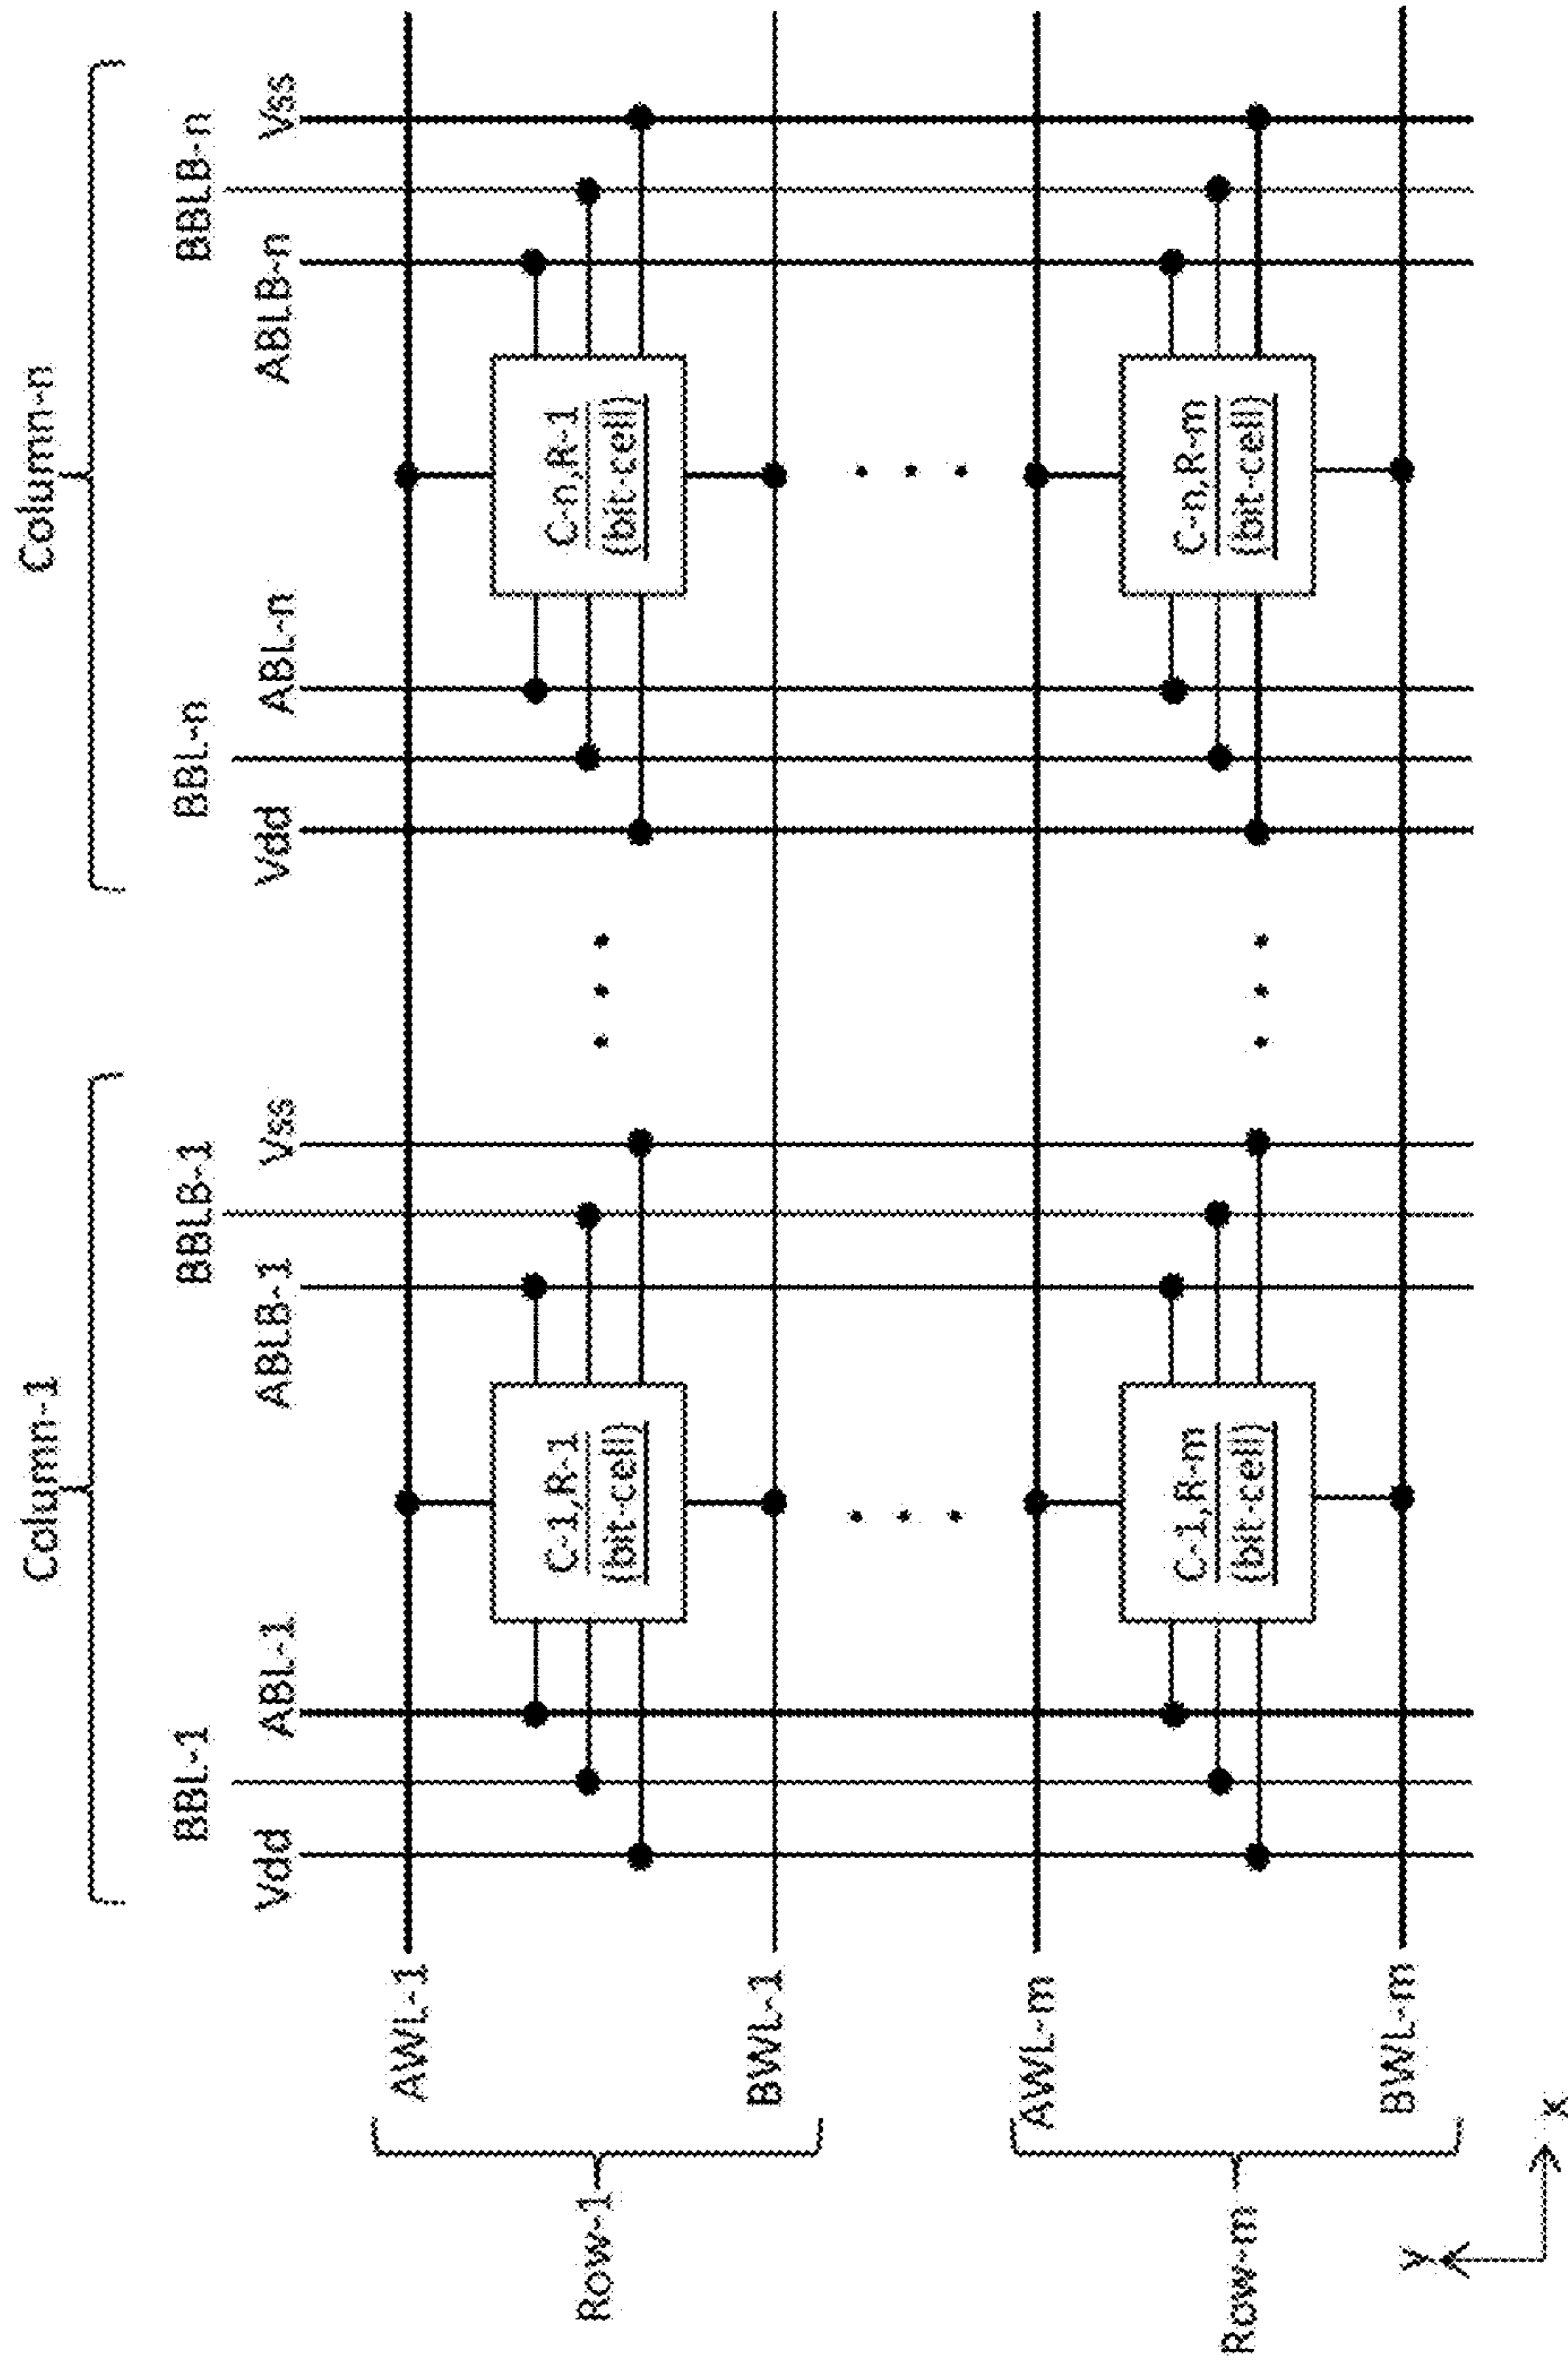 Column-1
Column-n
BBL-1
BBLB-1
BBL-n
BBLB-n
Vdd
ABL-1
ABLB-1
Vss
Vdd
ABL-n
ABLB-n
Vss
AWL-1
Row-1
C-1,R-1
(bit-cell)
C-n,R-1
(bit-cell)
BWL-1
AWL-m
Row-m
C-1,R-m
(bit-cell)
C-n,R-m
(bit-cell)
BWL-m
y
x